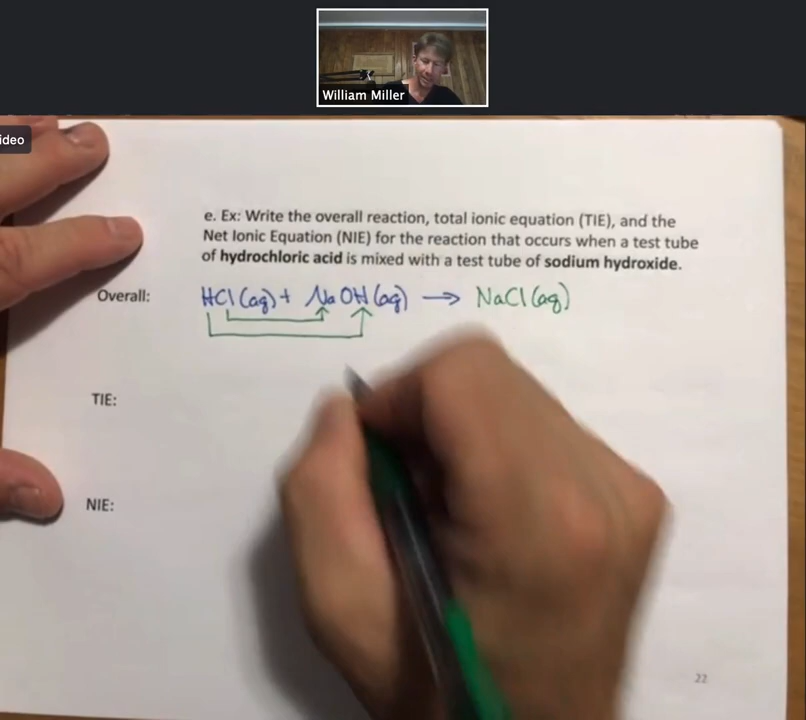 William Miller
ideo
e. Ex: Write the overall reaction, total ionic equation (TIE), and the
Net Ionic Equation (NIE) for the reaction that occurs when a test tube
of hydrochloric acid is mixed with a test tube of sodium hydroxide.
Overall: HCl(aq) + NaOH(aq) → NaCl(aq)
TIE:
NIE:
22